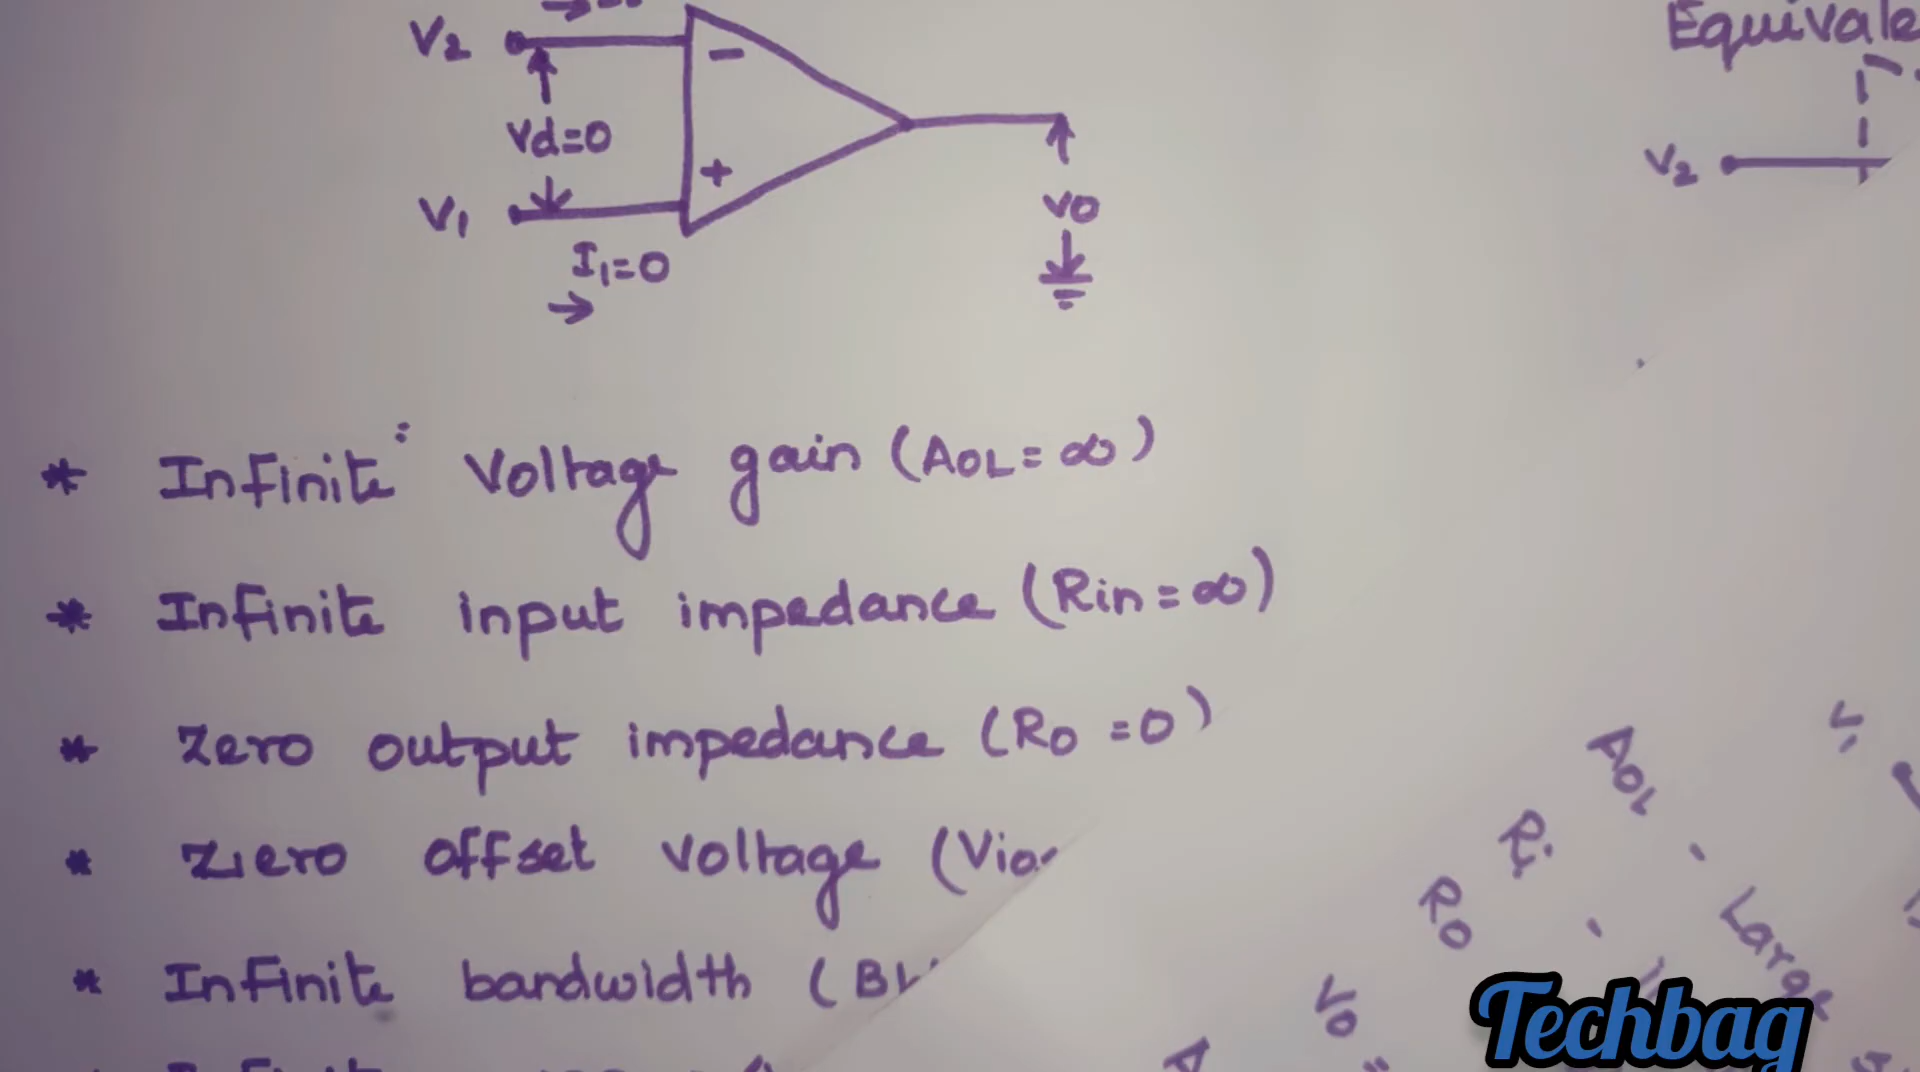 V2
Vd=0
V1
I1=0
VO
* Infinite Voltage gain (AOL = ∞)
* Infinite input impedance (Rin = ∞)
* Zero output impedance (RO = 0)
* Zero offset voltage (Vio
* Infinite bandwidth (B
V2
V1
AOL - Large
Ri -
RO
VO =
Techbag